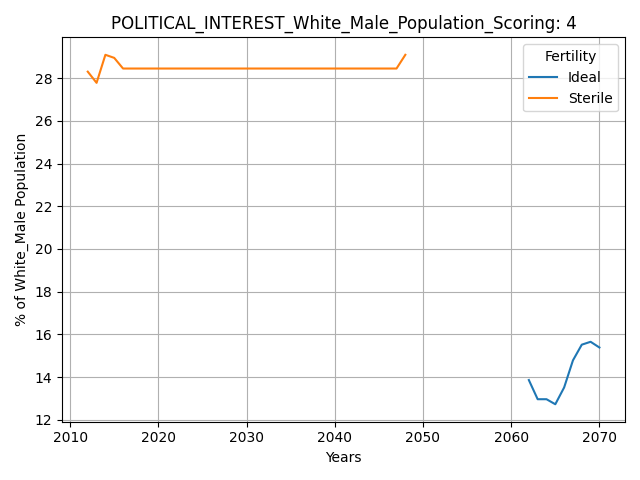 POLITICAL_INTEREST_White_Male_Population_Scoring: 4
Fertility
Ideal
Sterile
% of White_Male Population
28
26
24
22
20
18
16
14
12
2010 2020 2030 2040 2050 2060 2070
Years